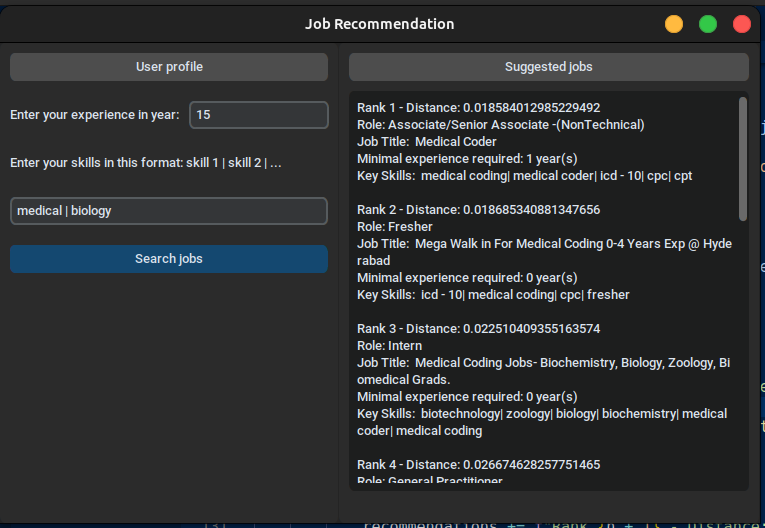 Job Recommendation
User profile
Enter your experience in year: 15
Enter your skills in this format: skill 1 | skill 2 | ...
medical | biology
Search jobs
Suggested jobs
Rank 1 - Distance: 0.018584012985229492
Role: Associate/Senior Associate -(NonTechnical)
Job Title:  Medical Coder
Minimal experience required: 1 year(s)
Key Skills:  medical coding| medical coder| icd - 10| cpc| cpt
Rank 2 - Distance: 0.018685340881347656
Role: Fresher
Job Title:  Mega Walk in For Medical Coding 0-4 Years Exp @ Hyde
rabad
Minimal experience required: 0 year(s)
Key Skills:  icd - 10| medical coding| cpc| fresher
Rank 3 - Distance: 0.022510409355163574
Role: Intern
Job Title:  Medical Coding Jobs- Biochemistry, Biology, Zoology, Bi
omedical Grads.
Minimal experience required: 0 year(s)
Key Skills:  biotechnology| zoology| biology| biochemistry| medical
coder| medical coding
Rank 4 - Distance: 0.026674628257751465
Role: General Practitioner